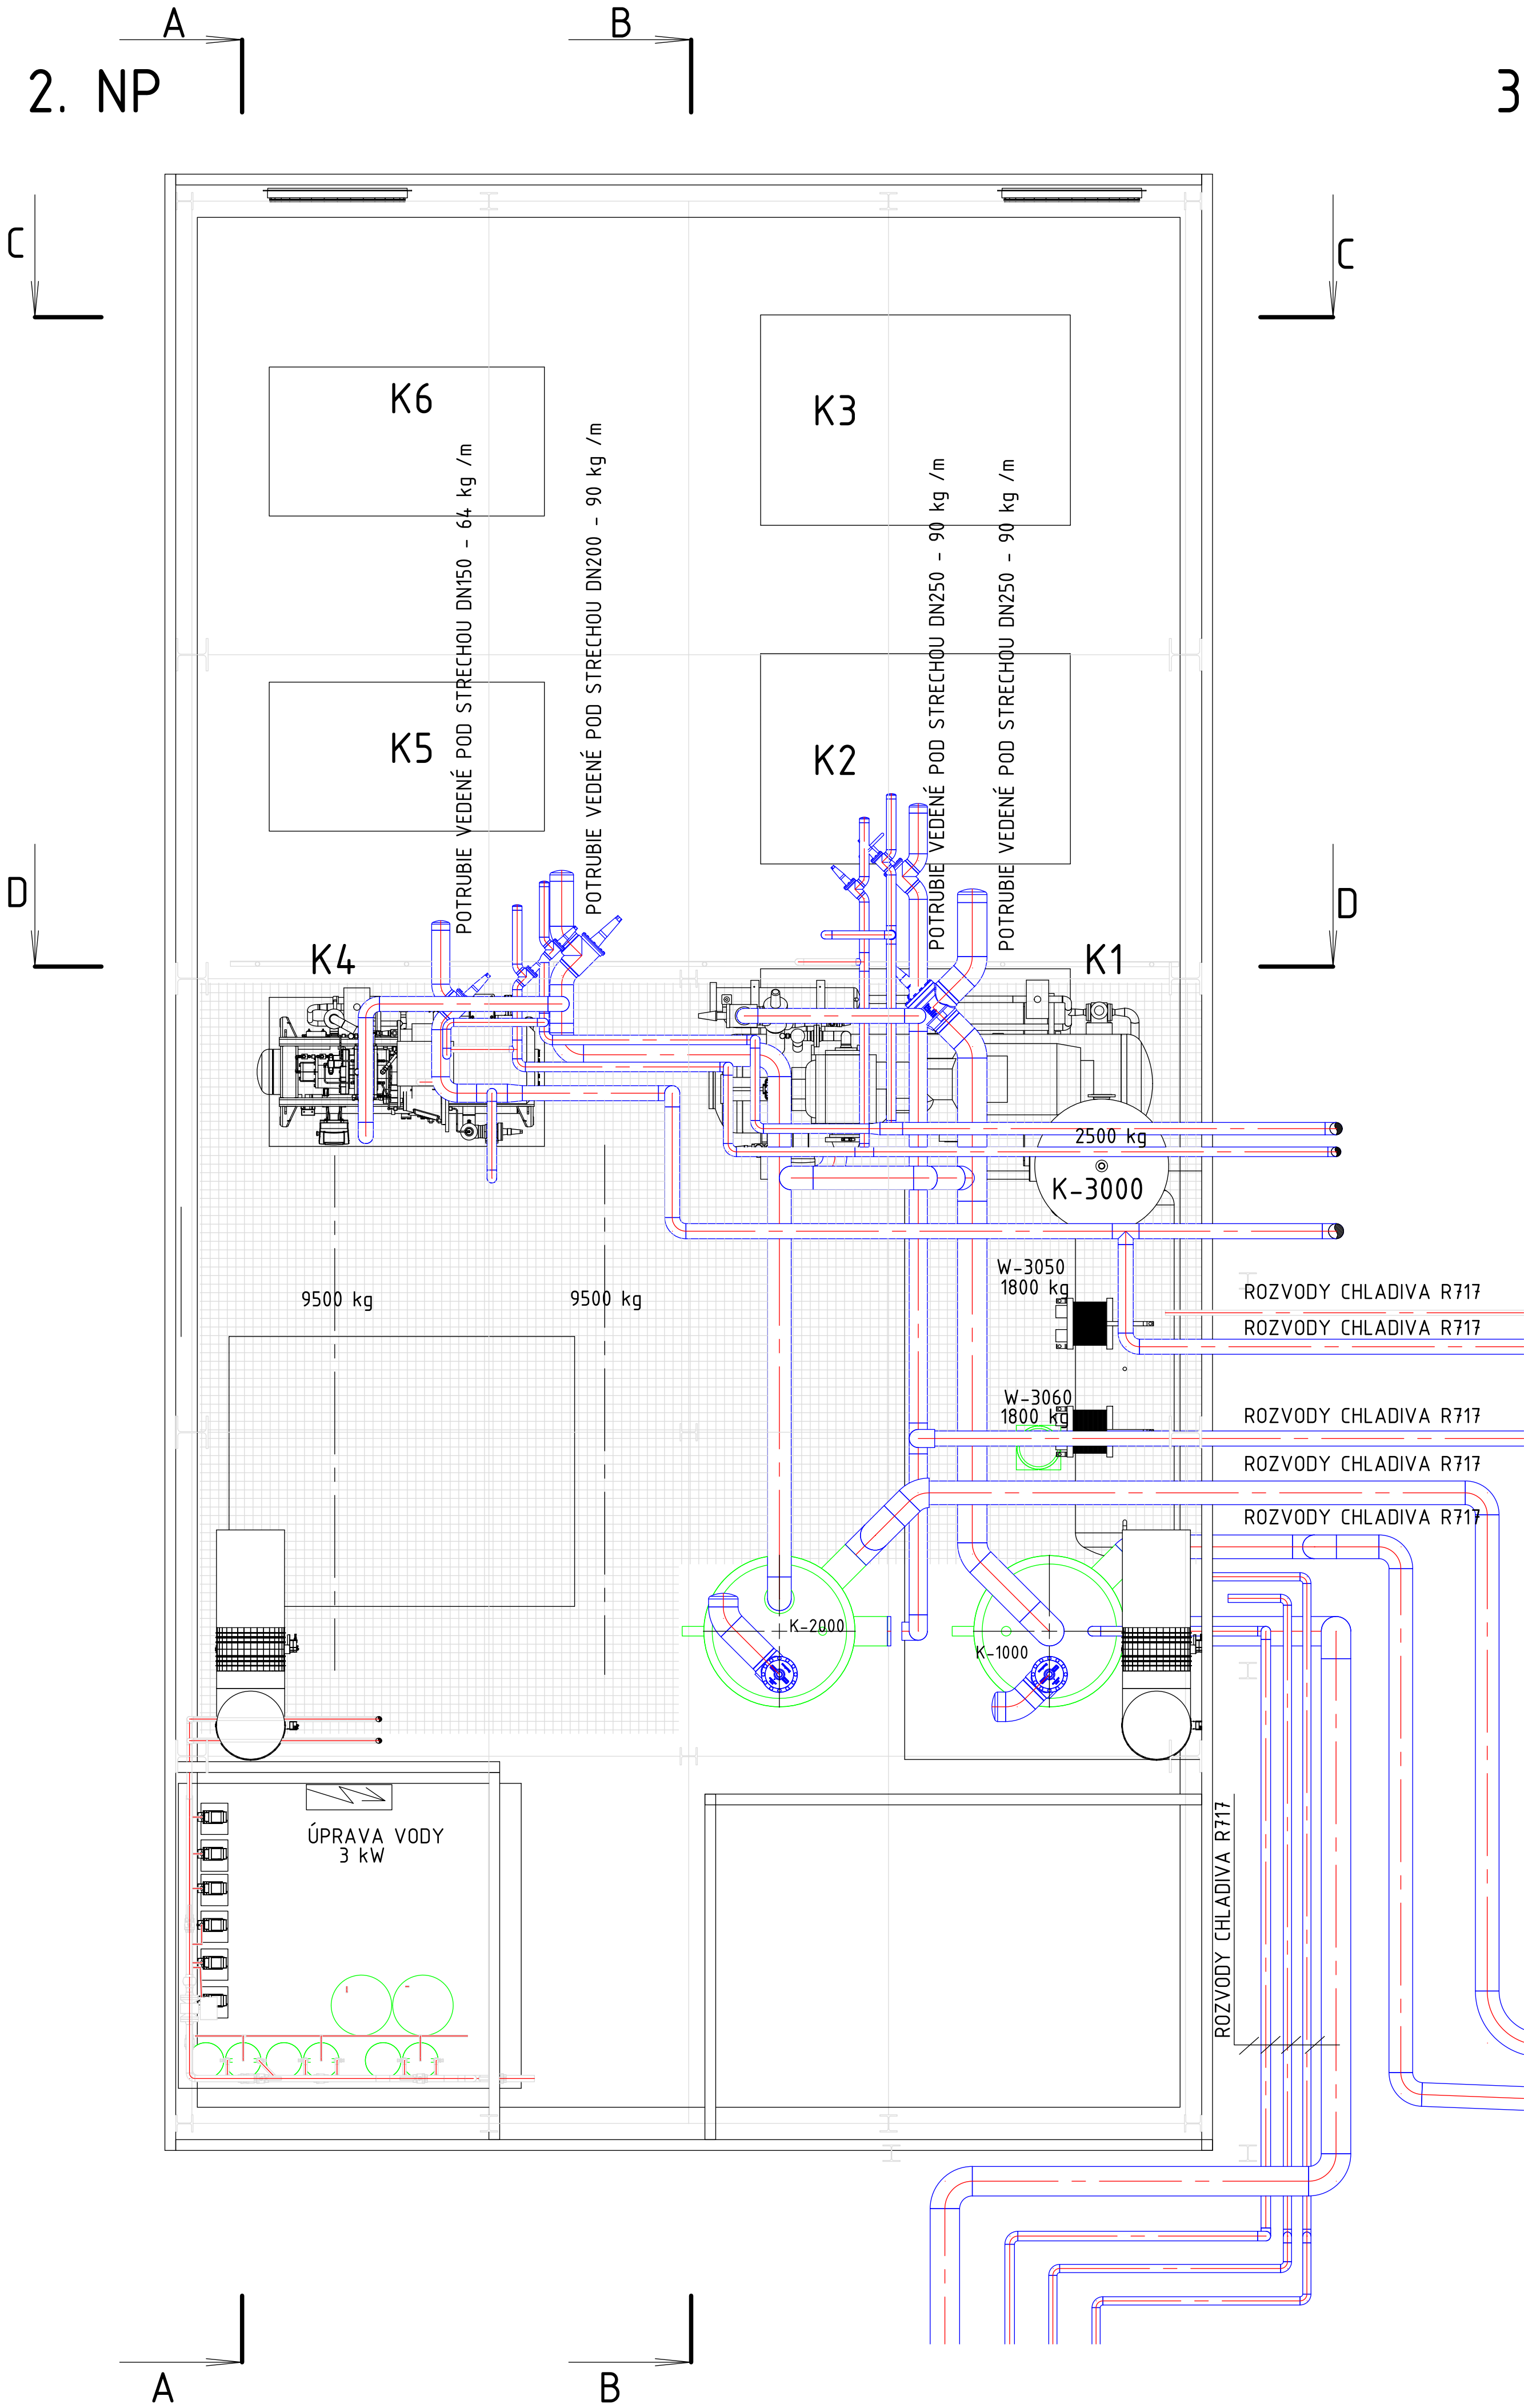 A
B
2. NP
3
C
C
K6
K3
POTRUBIE VEDENÉ POD STRECHOU DN150 - 64 kg /m
POTRUBIE VEDENÉ POD STRECHOU DN200 - 90 kg /m
POTRUBIE VEDENÉ POD STRECHOU DN250 - 90 kg /m
POTRUBIE VEDENÉ POD STRECHOU DN250 - 90 kg /m
K5
K2
D
D
K4
K1
2500 kg
K-3000
W-3050
1800 kg
9500 kg
9500 kg
ROZVODY CHLADIVA R717
ROZVODY CHLADIVA R717
W-3060
1800 kg
ROZVODY CHLADIVA R717
ROZVODY CHLADIVA R717
ROZVODY CHLADIVA R717
K-2000
K-1000
ÚPRAVA VODY
3 kW
ROZVODY CHLADIVA R717
A
B